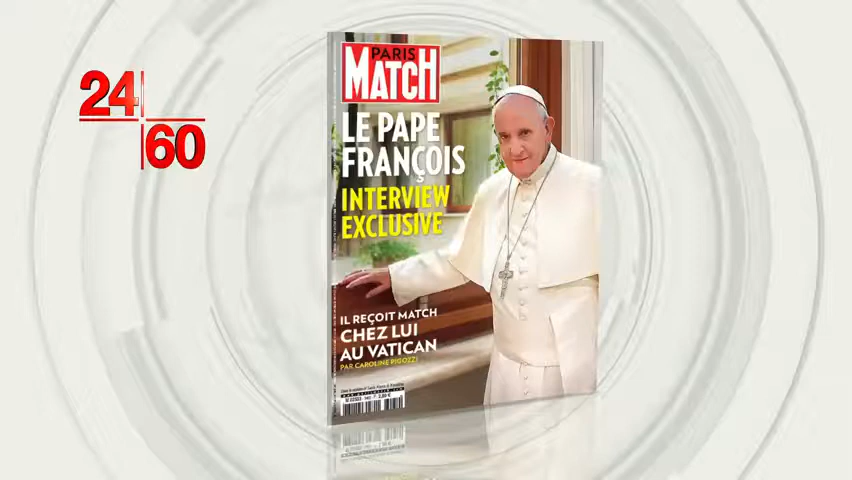 24
60
PARIS
MATCH
LE PAPE
FRANÇOIS
INTERVIEW
EXCLUSIVE
IL REÇOIT MATCH
CHEZ LUI
AU VATICAN
PAR CAROLINE PIGOZZI